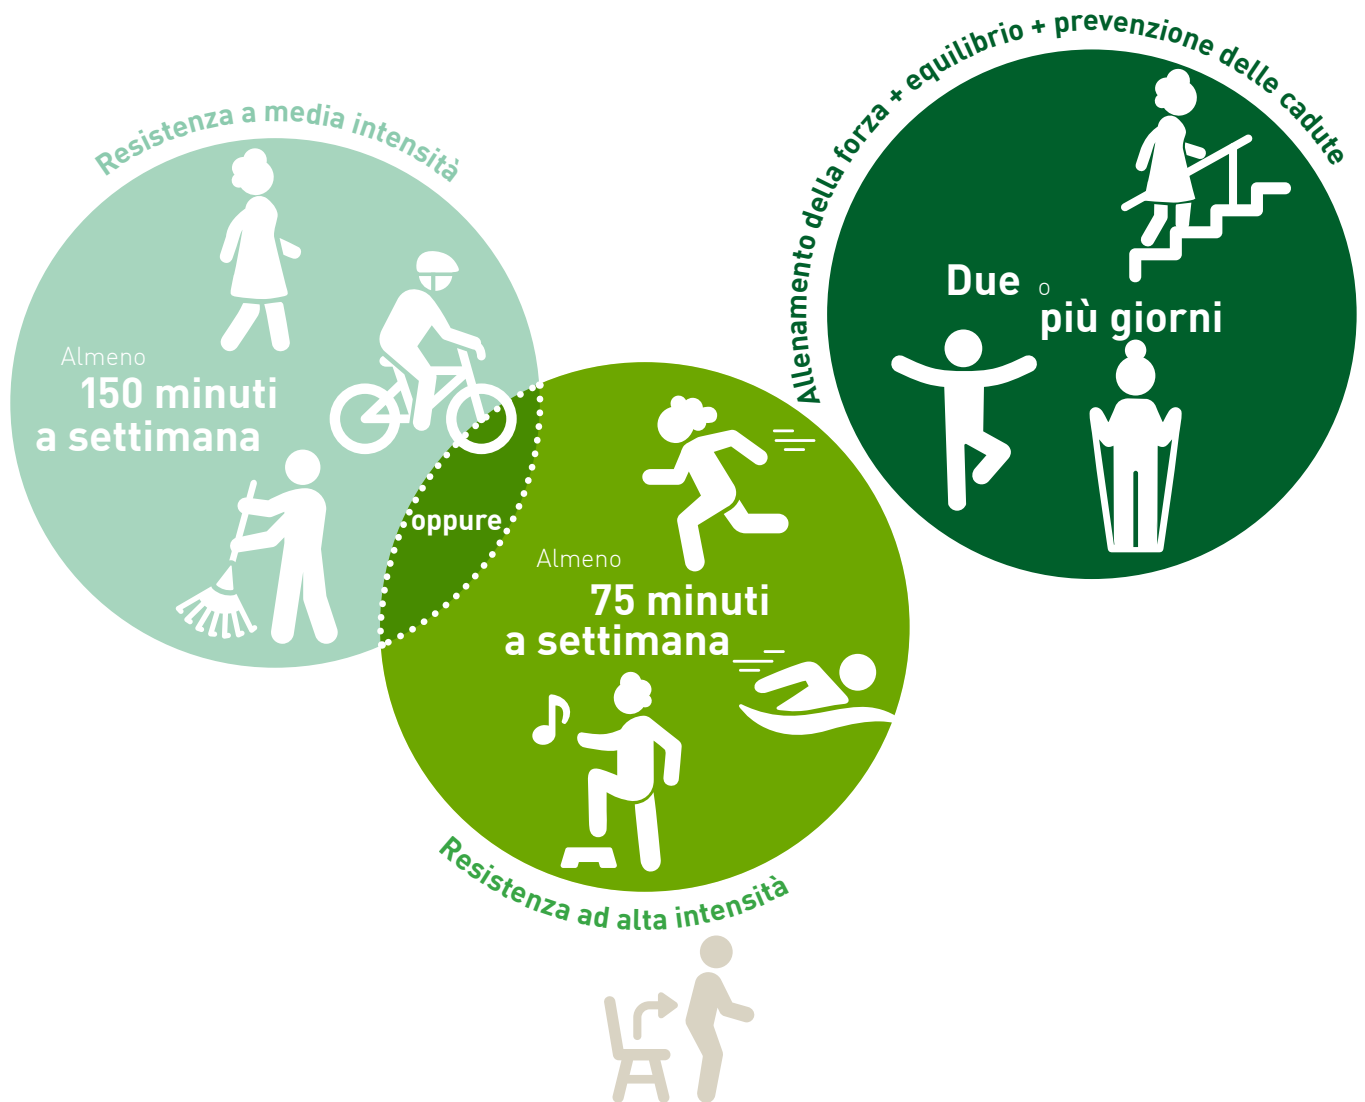 Resistenza a media intensità
Almeno
150 minuti
a settimana
oppure
Almeno
75 minuti
a settimana
Resistenza ad alta intensità
Allenamento della forza + equilibrio + prevenzione delle cadute
Due o
più giorni